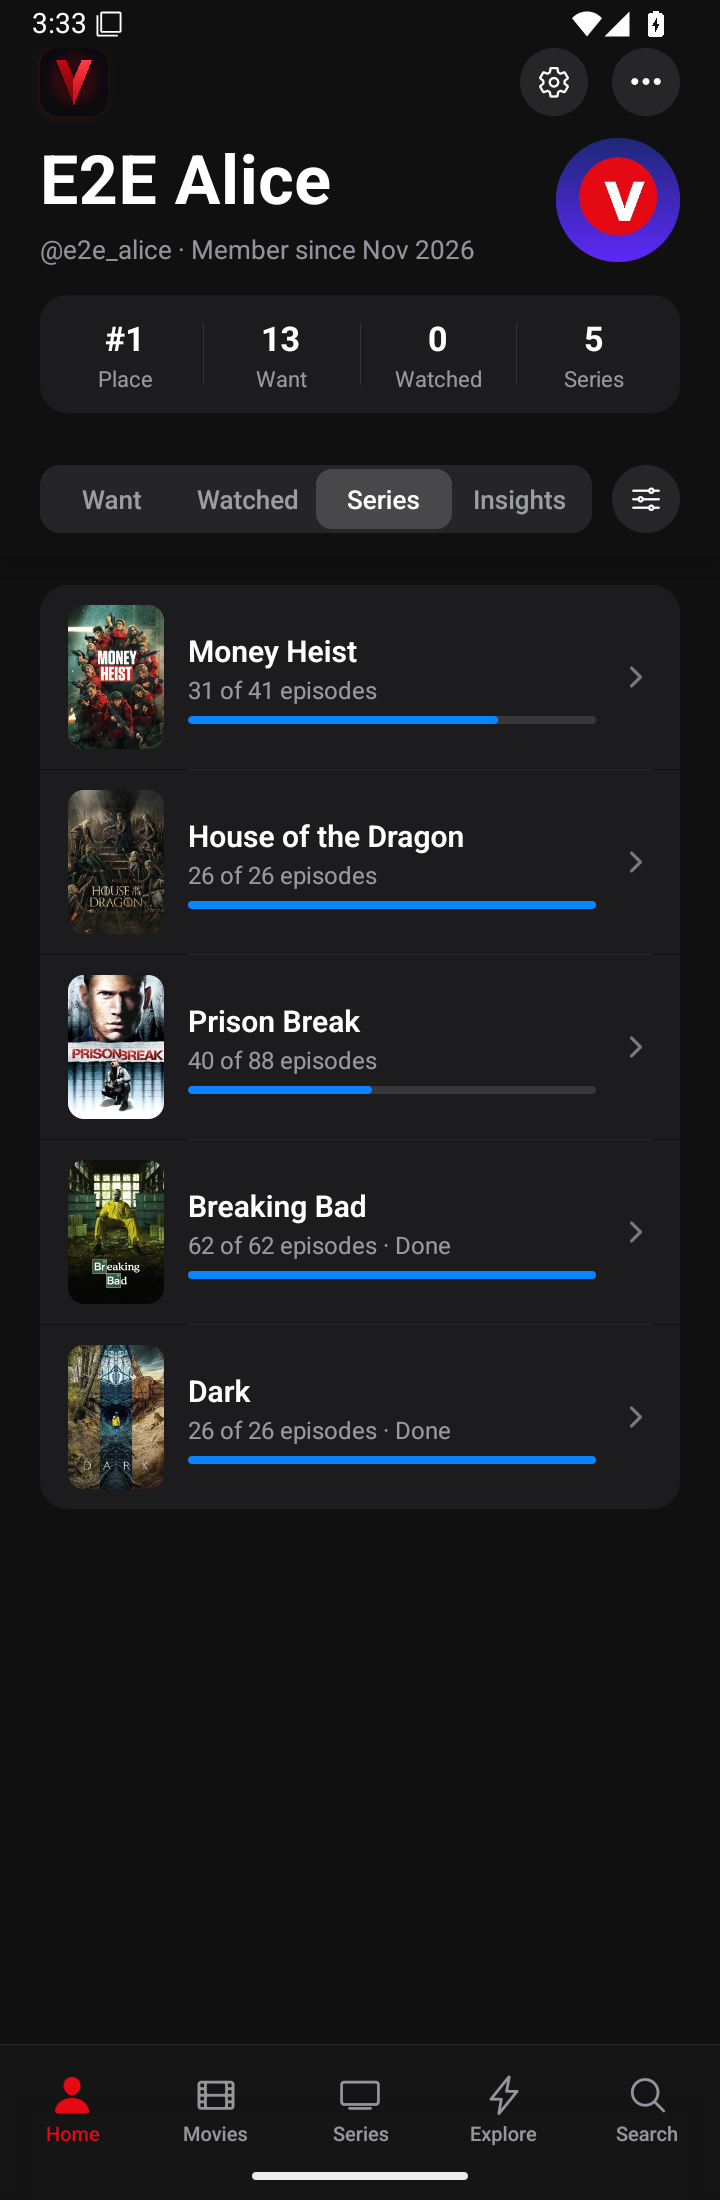 3:33
V
E2E Alice
@e2e_alice · Member since Nov 2026
V
#1 13 0 5
Place Want Watched Series
Want Watched Series Insights
MONEY
HEIST
Money Heist
31 of 41 episodes
HOUSE OF THE
DRAGON
House of the Dragon
26 of 26 episodes
PRISON BREAK
Prison Break
40 of 88 episodes
Breaking
Bad
Breaking Bad
62 of 62 episodes · Done
DARK
Dark
26 of 26 episodes · Done
Home Movies Series Explore Search